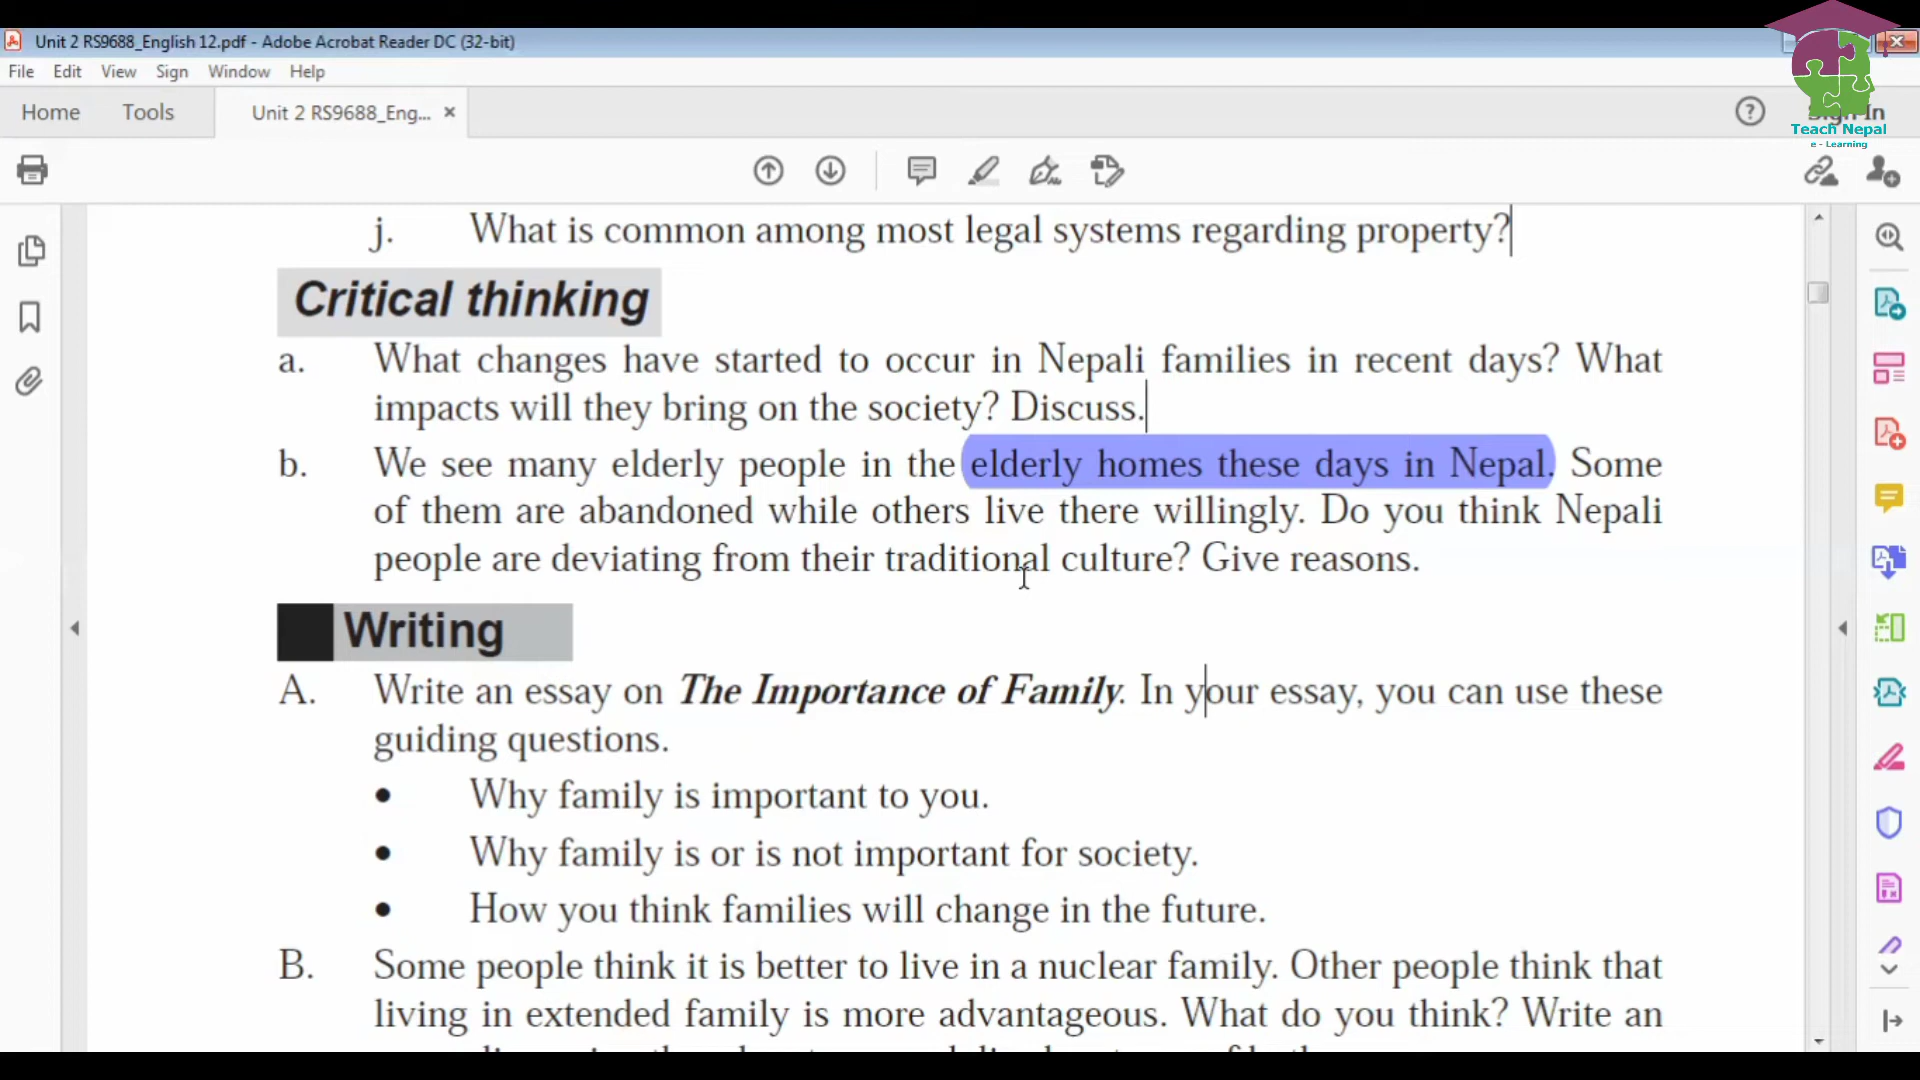 Unit 2 RS9688_English 12.pdf - Adobe Acrobat Reader DC (32-bit)
File Edit View Sign Window Help
Home Tools Unit 2 RS9688_Eng... × Sign In
Teach Nepal
e - Learning
j. What is common among most legal systems regarding property?
Critical thinking
a. What changes have started to occur in Nepali families in recent days? What
impacts will they bring on the society? Discuss.
b. We see many elderly people in the elderly homes these days in Nepal. Some
of them are abandoned while others live there willingly. Do you think Nepali
people are deviating from their traditional culture? Give reasons.
Writing
A. Write an essay on The Importance of Family. In your essay, you can use these
guiding questions.
• Why family is important to you.
• Why family is or is not important for society.
• How you think families will change in the future.
B. Some people think it is better to live in a nuclear family. Other people think that
living in extended family is more advantageous. What do you think? Write an